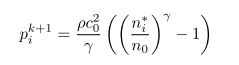 $$p_i^{k+1} = \frac{\rho c_0^2}{\gamma} \left( \left( \frac{n_i^*}{n_0} \right)^{\gamma} - 1 \right)$$